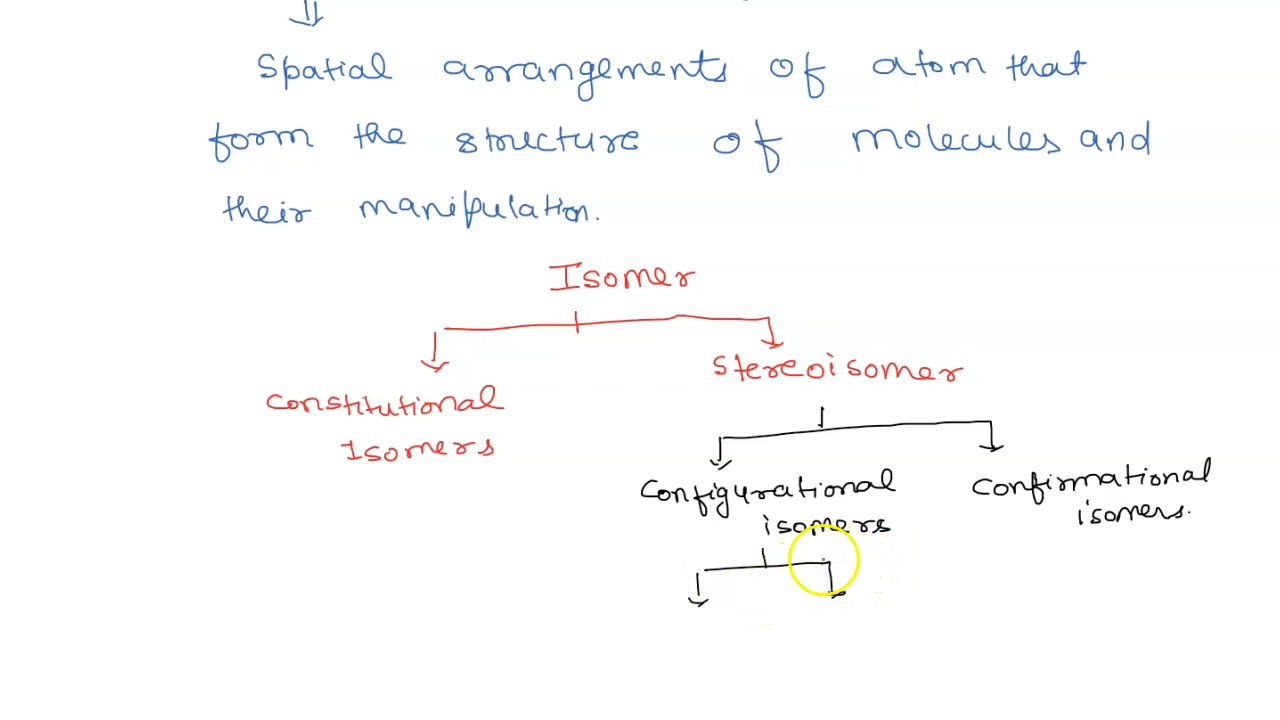 Spatial arrangements of atom that
form the structure of molecules and
their manipulation.
Isomer
Stereoisomer
Constitutional
Isomers
Configurational
isomers
Confirmational
isomers.